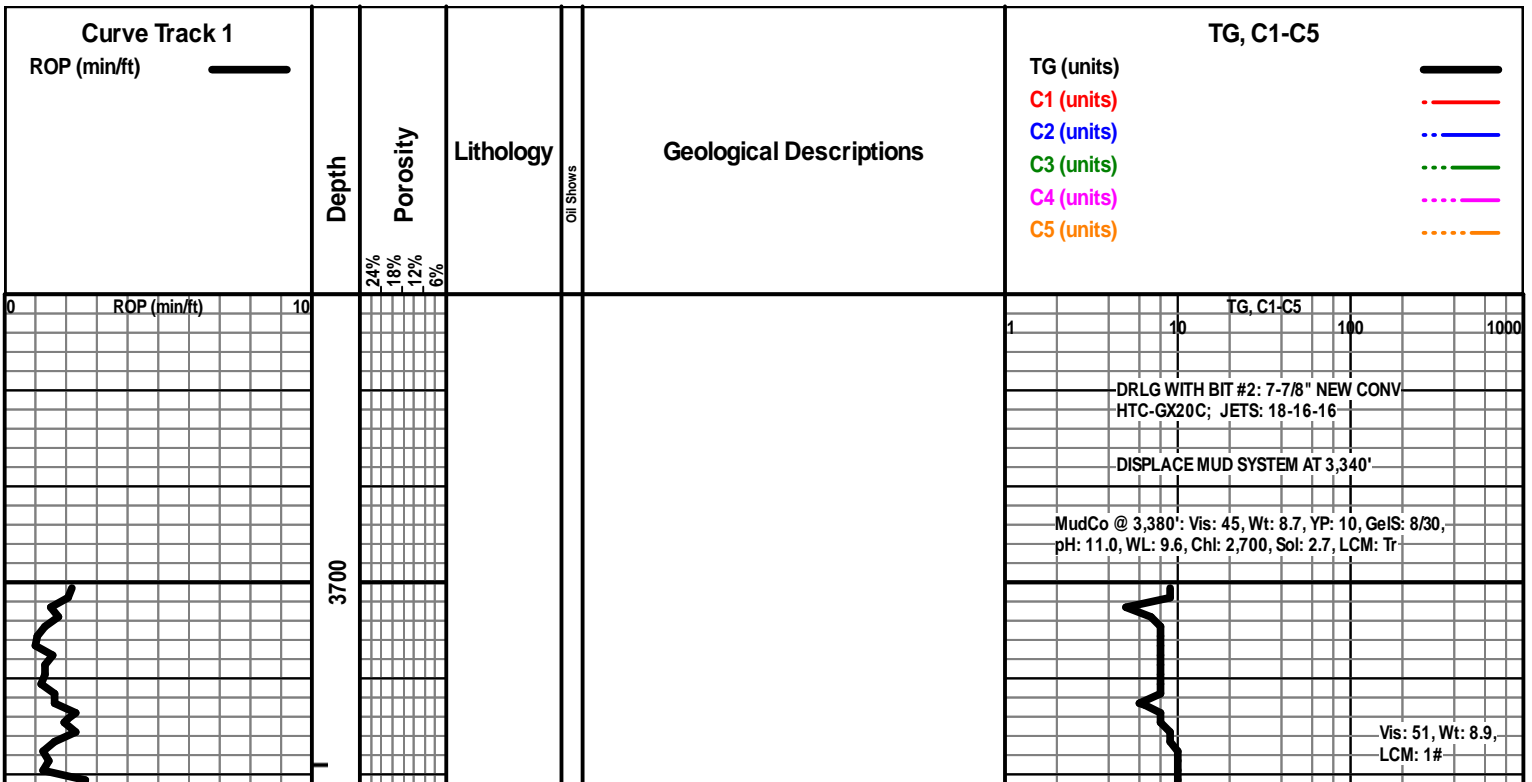 Curve Track 1
ROP (min/ft)
Depth
Porosity
24%
18%
12%
6%
Lithology
Oil Shows
Geological Descriptions
TG, C1-C5
TG (units)
C1 (units)
C2 (units)
C3 (units)
C4 (units)
C5 (units)
0 ROP (min/ft) 10
TG, C1-C5
1 10 100 1000
DRLG WITH BIT #2: 7-7/8" NEW CONV
HTC-GX20C; JETS: 18-16-16
DISPLACE MUD SYSTEM AT 3,340'
MudCo @ 3,380': Vis: 45, Wt: 8.7, YP: 10, GelS: 8/30,
pH: 11.0, WL: 9.6, Chl: 2,700, Sol: 2.7, LCM: Tr
3700
Vis: 51, Wt: 8.9,
LCM: 1#